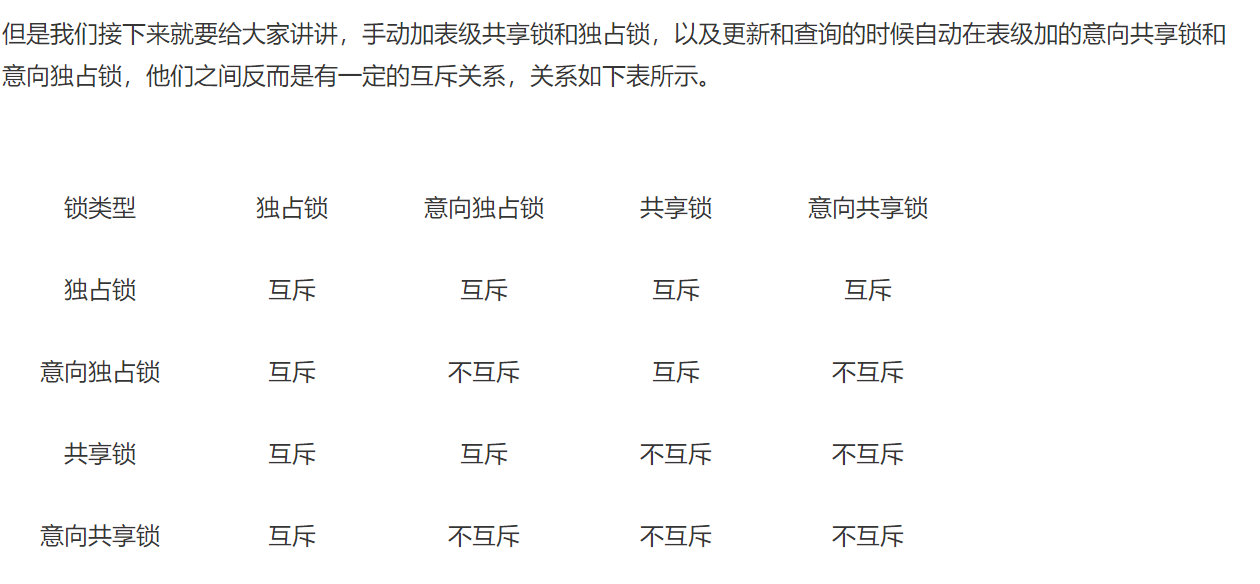 但是我们接下来就要给大家讲讲，手动加表级共享锁和独占锁，以及更新和查询的时候自动在表级加的意向共享锁和
意向独占锁，他们之间反而是有一定的互斥关系，关系如下表所示。
锁类型 独占锁 意向独占锁 共享锁 意向共享锁
独占锁 互斥 互斥 互斥 互斥
意向独占锁 互斥 不互斥 互斥 不互斥
共享锁 互斥 互斥 不互斥 不互斥
意向共享锁 互斥 不互斥 不互斥 不互斥